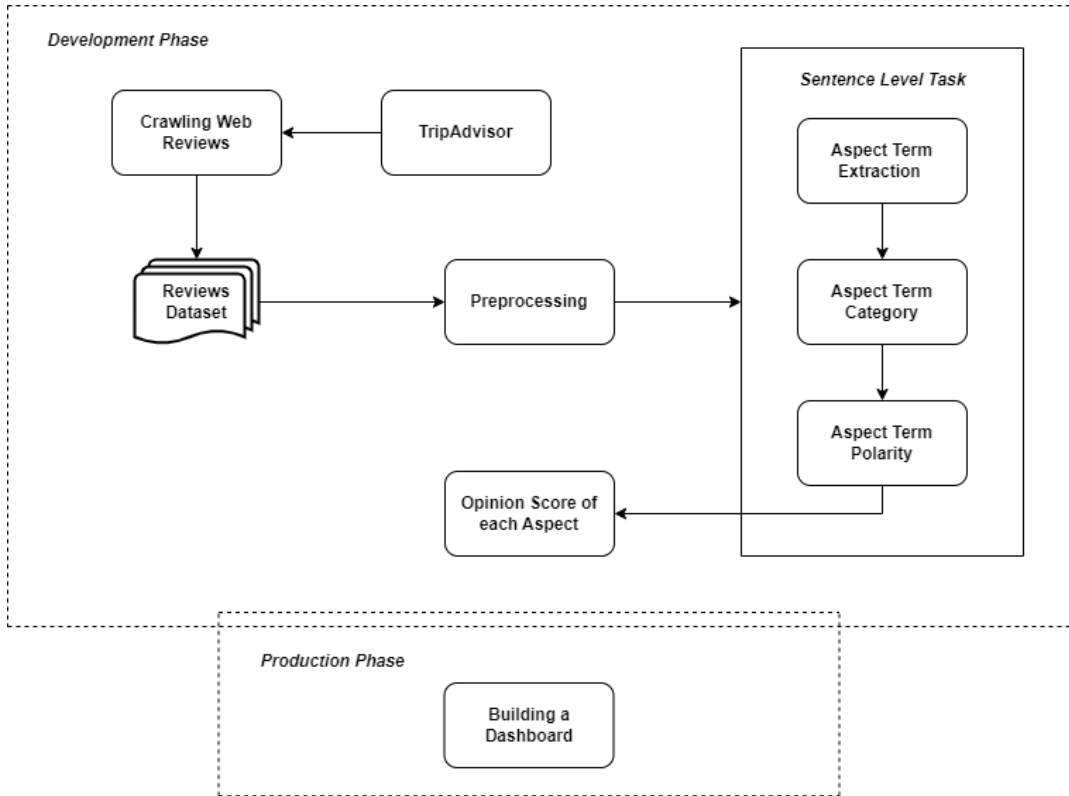 Development Phase
Sentence Level Task
Crawling Web
Reviews
TripAdvisor
Aspect Term
Extraction
Reviews
Dataset
Preprocessing
Aspect Term
Category
Aspect Term
Polarity
Opinion Score of
each Aspect
Production Phase
Building a
Dashboard